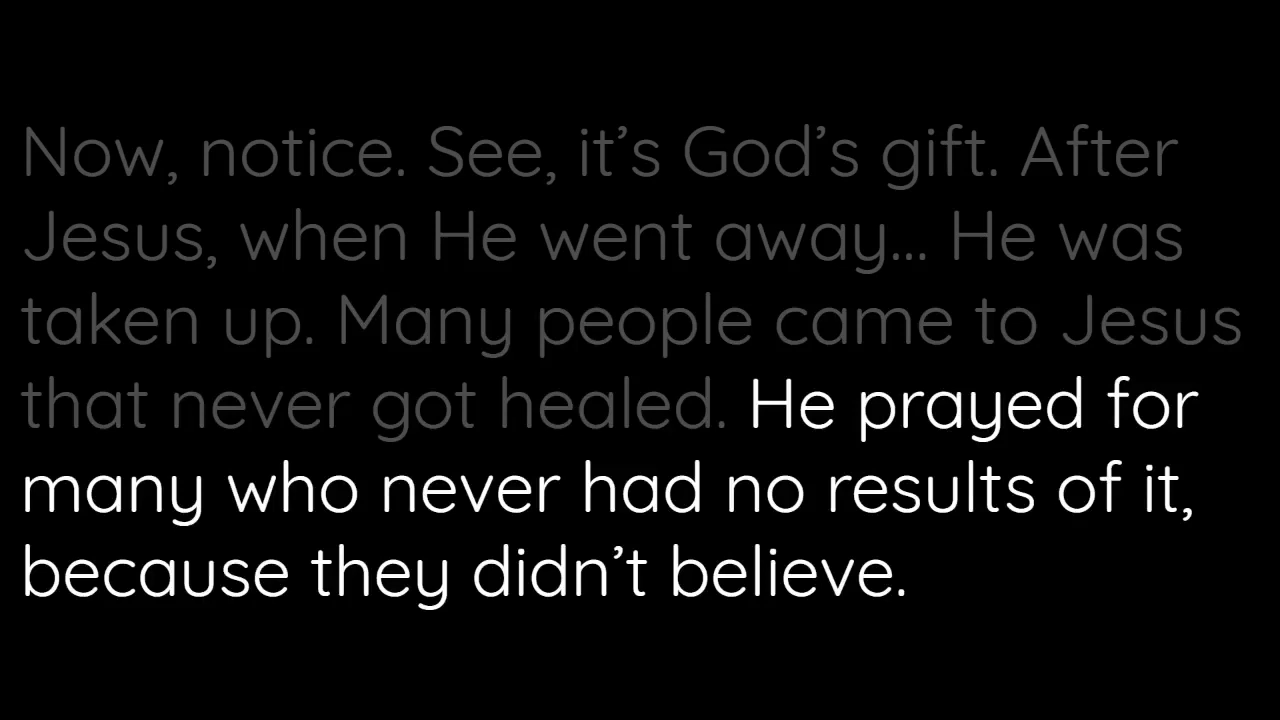 Now, notice. See, it’s God’s gift. After
Jesus, when He went away... He was
taken up. Many people came to Jesus
that never got healed. He prayed for
many who never had no results of it,
because they didn’t believe.